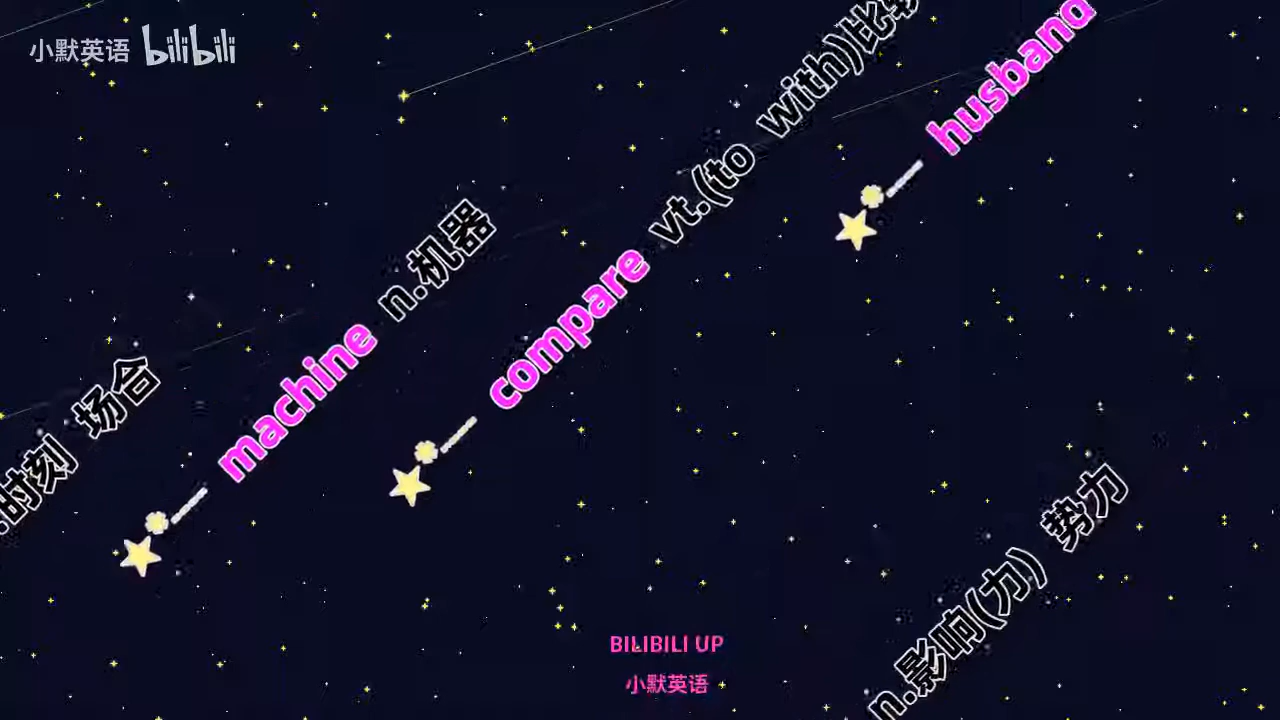 小默英语 bilibili
时刻 场合
machine n.机器
compare vt.(to with)比较
husband
n.影响(力) 势力
BILIBILI UP
小默英语